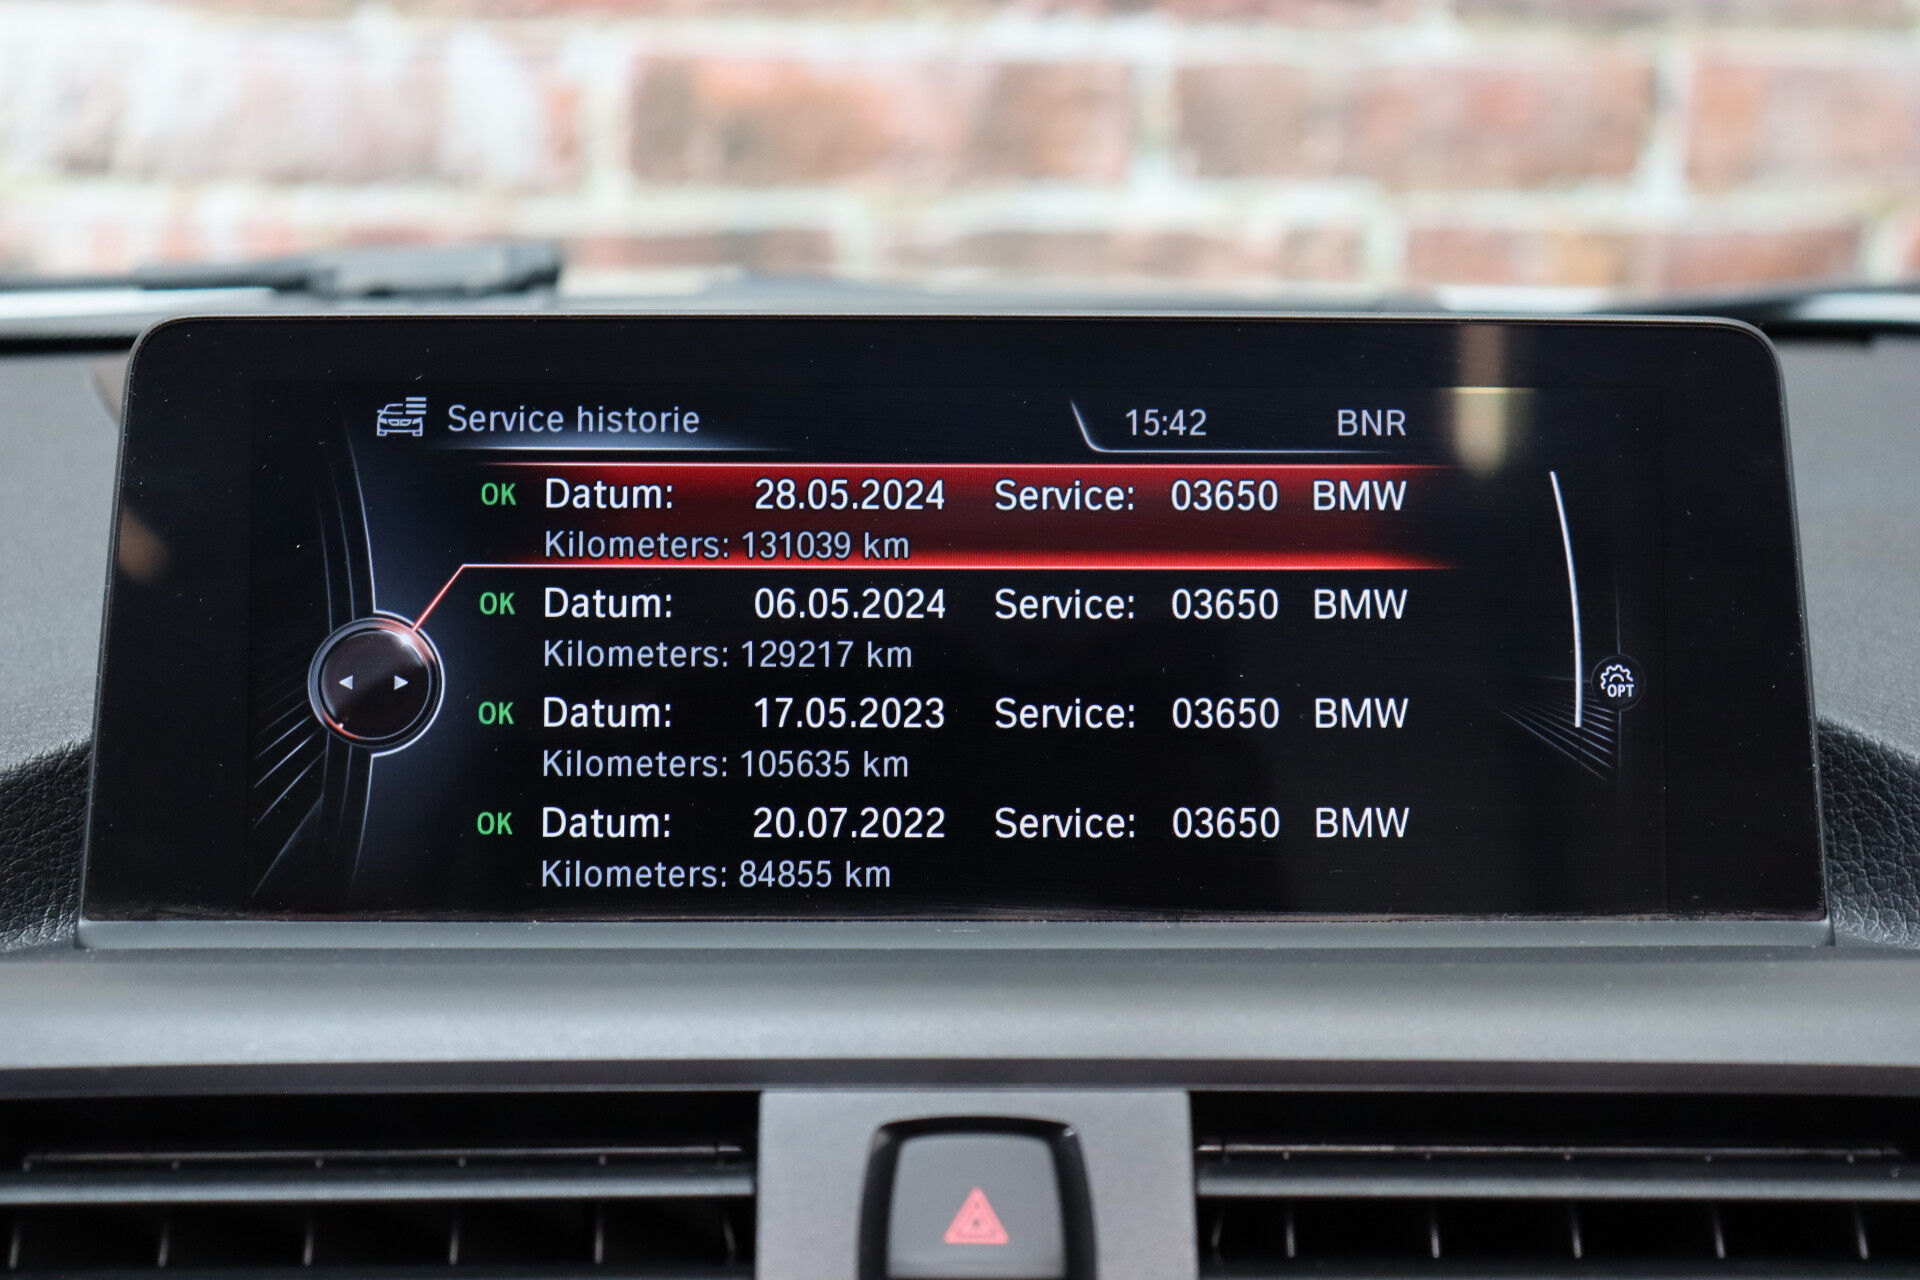 Service historie 15:42 BNR
OK Datum: 28.05.2024 Service: 03650 BMW
Kilometers: 131039 km
OK Datum: 06.05.2024 Service: 03650 BMW
Kilometers: 129217 km
OK Datum: 17.05.2023 Service: 03650 BMW
Kilometers: 105635 km
OPT
OK Datum: 20.07.2022 Service: 03650 BMW
Kilometers: 84855 km